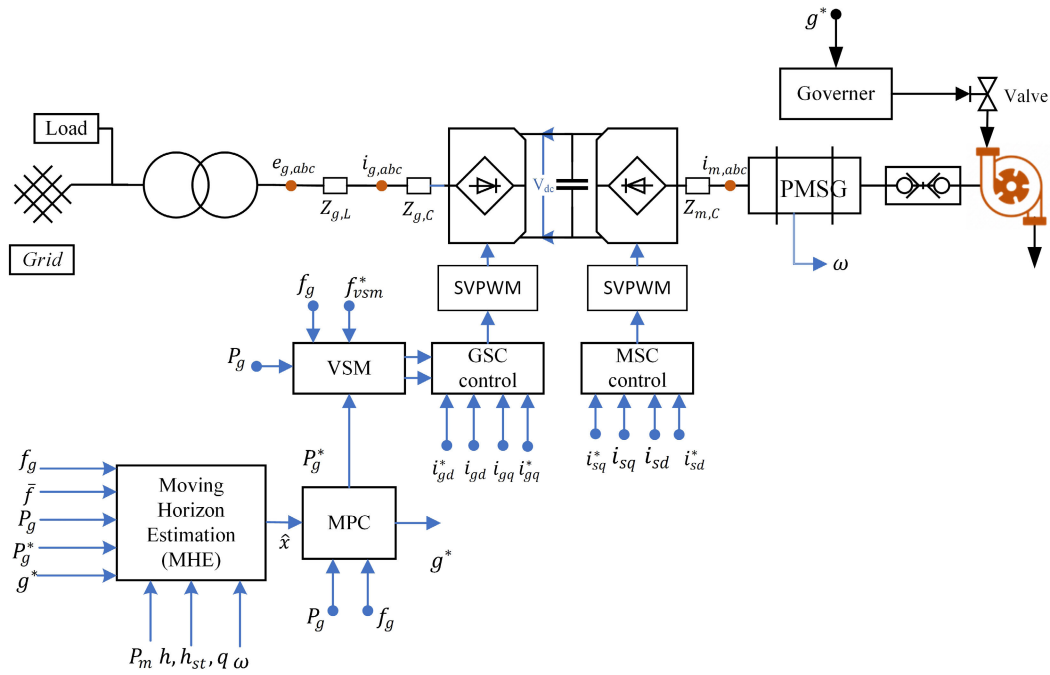 g*
Governer
Valve
Load
e_g,abc
i_g,abc
Z_g,L
Z_g,C
V_dc
i_m,abc
Z_m,C
PMSG
ω
Grid
SVPWM
SVPWM
f_g
f*_vsm
P_g
VSM
GSC
control
MSC
control
i*_gd
i_gd
i_gq
i*_gq
i*_sq
i_sq
i_sd
i*_sd
P*_g
f_g
f̄
P_g
P*_g
g*
Moving
Horizon
Estimation
(MHE)
x̂
MPC
g*
P_g
f_g
P_m h, h_st, q ω